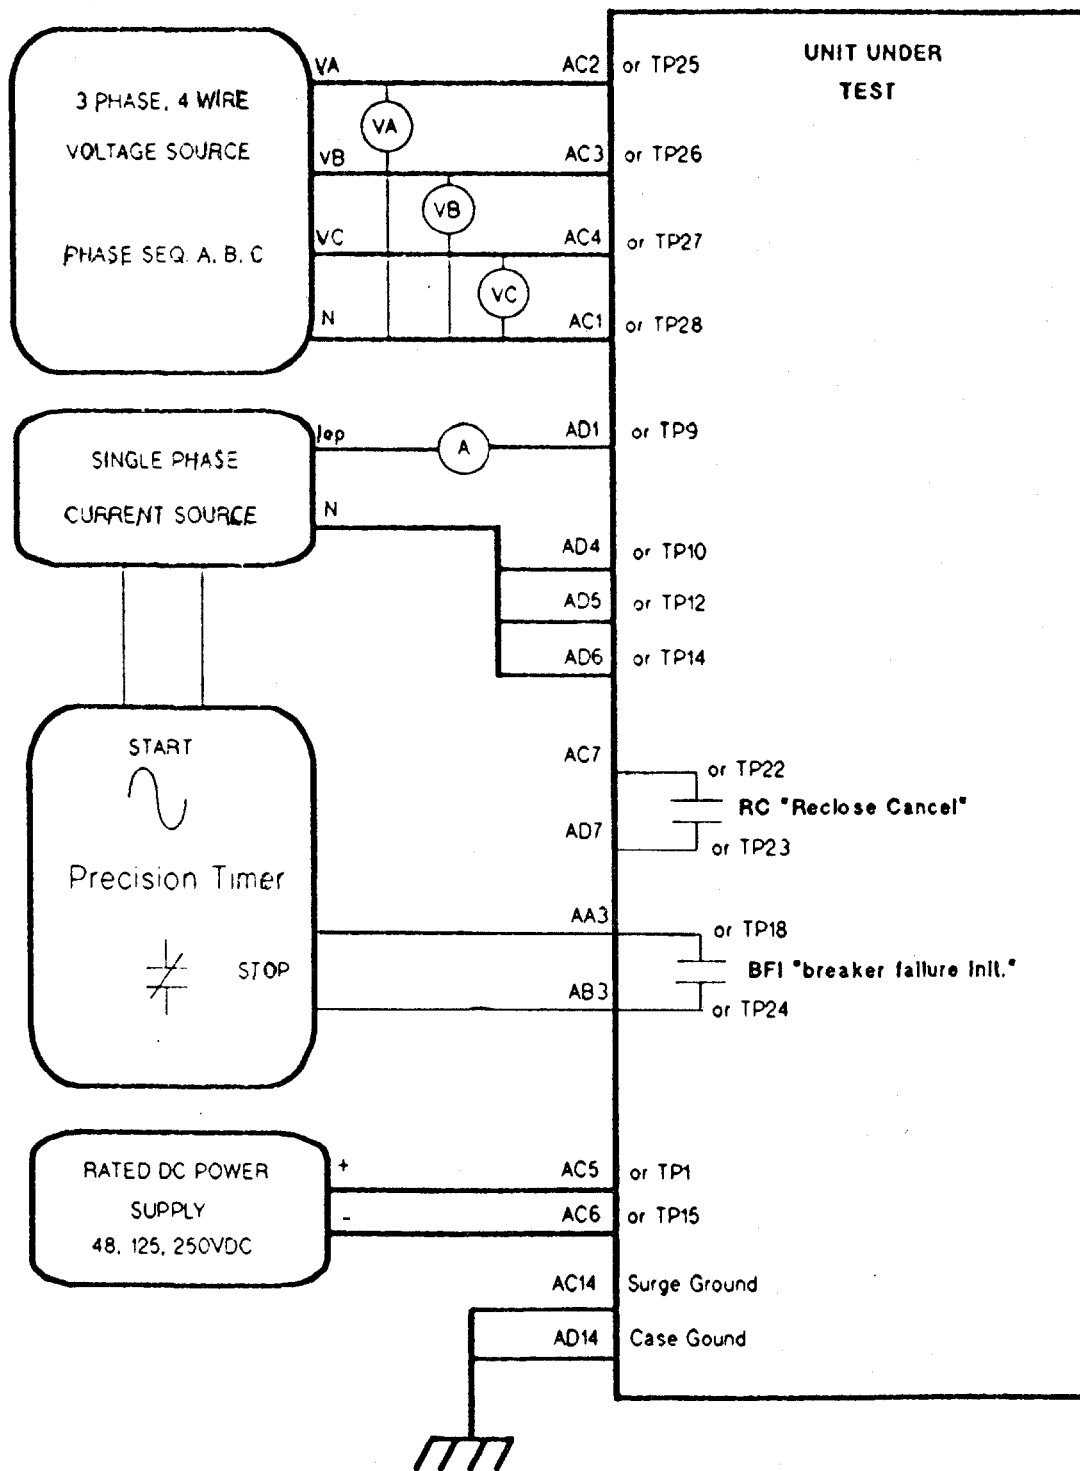 UNIT UNDER
TEST
3 PHASE, 4 WIRE
VOLTAGE SOURCE
PHASE SEQ. A, B, C
VA
AC2 or TP25
VA
VB
AC3 or TP26
VB
VC
AC4 or TP27
VC
N
AC1 or TP28
SINGLE PHASE
CURRENT SOURCE
Iep
A
AD1 or TP9
N
AD4 or TP10
AD5 or TP12
AD6 or TP14
START
Precision Timer
STOP
AC7 or TP22
RC "Reclose Cancel"
AD7 or TP23
AA3 or TP18
BFI "breaker failure init."
AB3 or TP24
RATED DC POWER
SUPPLY
48, 125, 250VDC
+
AC5 or TP1
-
AC6 or TP15
AC14 Surge Ground
AD14 Case Gound